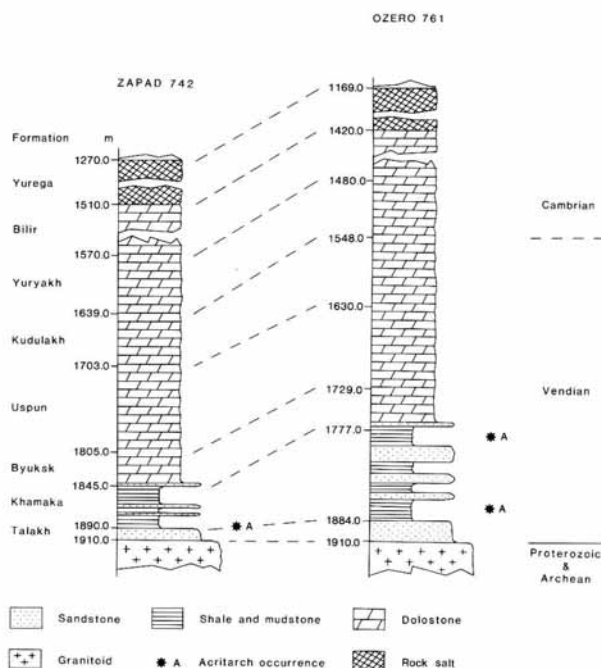 OZERO 761
ZAPAD 742
Formation m
1270.0
Yurega
1510.0
Bilir
1570.0
Yuryakh
1639.0
Kudulakh
1703.0
Uspun
1805.0
Byuksk
1845.0
Khamaka
1890.0
Talakh
1910.0
A
1169.0
1420.0
1480.0
1548.0
1630.0
1729.0
1777.0
1884.0
1910.0
A
A
Cambrian
Vendian
Proterozoic
&
Archean
Sandstone Shale and mudstone Dolostone
Granitoid A Acritarch occurrence Rock salt